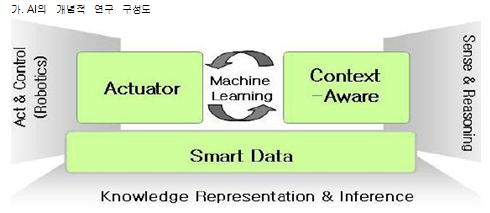 가. AI의 개념적 연구 구성도
Act & Control
(Robotics)
Actuator
Machine
Learning
Context
-Aware
Sense & Reasoning
Smart Data
Knowledge Representation & Inference